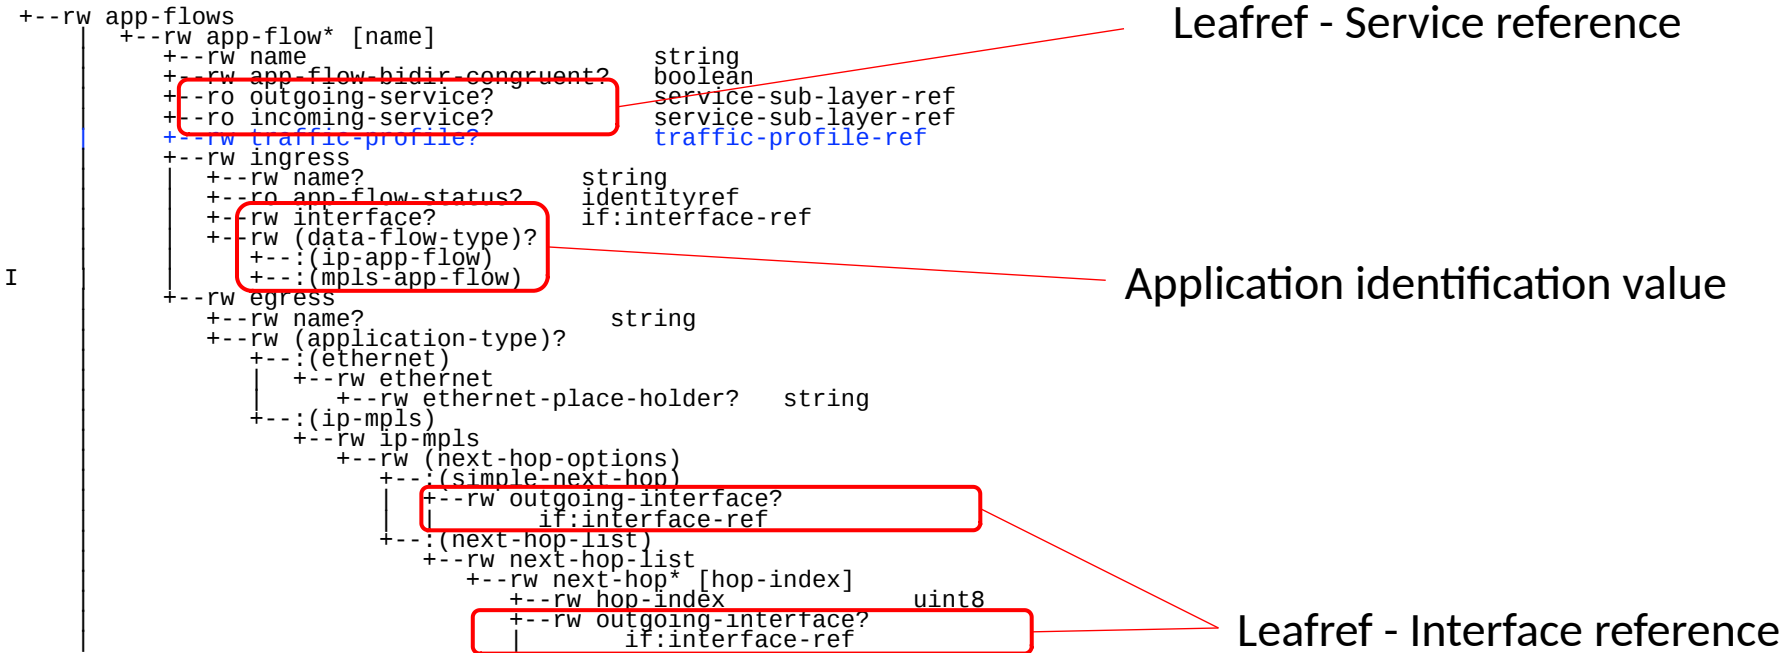 +--rw app-flows
| +--rw app-flow* [name]
| +--rw name string
| +--rw app-flow-bidir-congruent? boolean
| +--ro outgoing-service? service-sub-layer-ref
| +--ro incoming-service? service-sub-layer-ref
| +--rw traffic-profile? traffic-profile-ref
| +--rw ingress
| | +--rw name? string
| | +--ro app-flow-status? identityref
| | +--rw interface? if:interface-ref
| | +--rw (data-flow-type)?
| | +--:(ip-app-flow)
I | | +--:(mpls-app-flow)
| +--rw egress
| +--rw name? string
| +--rw (application-type)?
| +--:(ethernet)
| | +--rw ethernet
| | +--rw ethernet-place-holder? string
| +--:(ip-mpls)
| +--rw ip-mpls
| +--rw (next-hop-options)
| +--:(simple-next-hop)
| | +--rw outgoing-interface?
| | | if:interface-ref
| +--:(next-hop-list)
| +--rw next-hop-list
| +--rw next-hop* [hop-index]
| +--rw hop-index uint8
| +--rw outgoing-interface?
| | if:interface-ref
Leafref - Service reference
Application identification value
Leafref - Interface reference